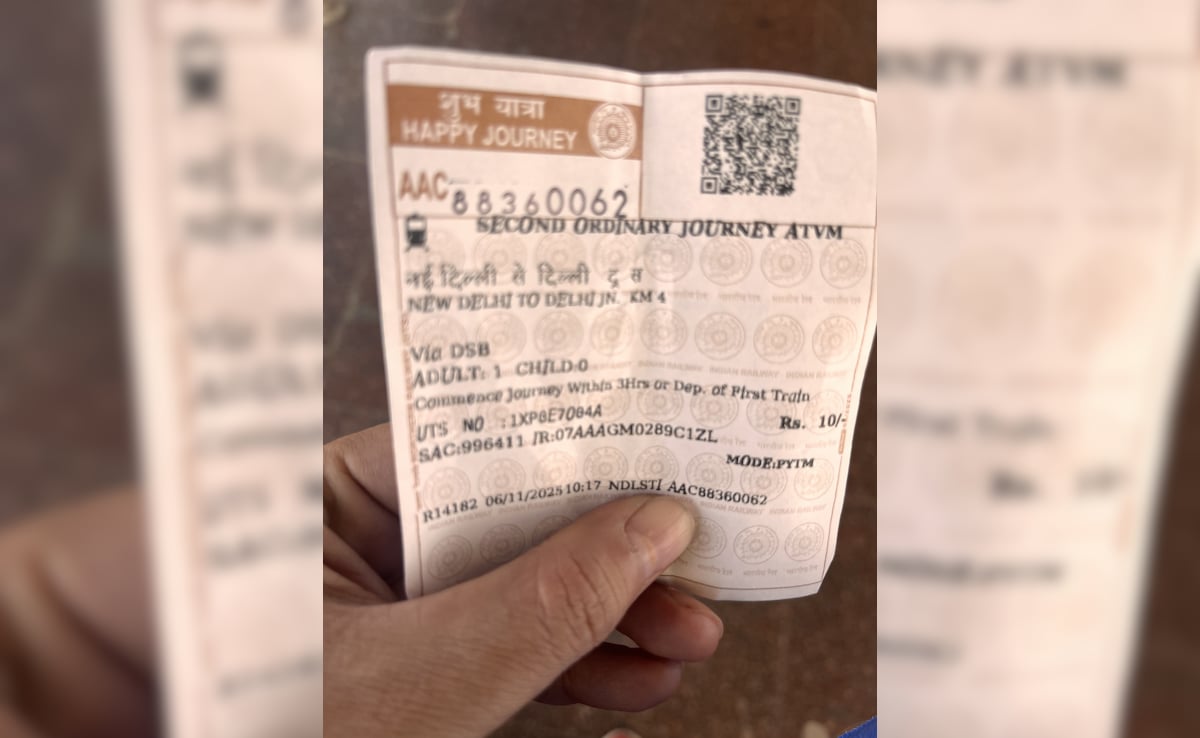 शुभ यात्रा
HAPPY JOURNEY
AAC 88360062
SECOND ORDINARY JOURNEY ATVM
नई दिल्ली से दिल्ली दू स
NEW DELHI TO DELHI JN. KM 4
Via DSB
ADULT: 1 CHILD:0
Commence Journey Within 3Hrs or Dep. of First Train
UTS NO :1XP8E7084A
Rs. 10/-
SAC:996411 /R:07AAAGM0289C1ZL
MODE:PYTM
R14182 06/11/2025 10:17 NDLSTI AAC88360062